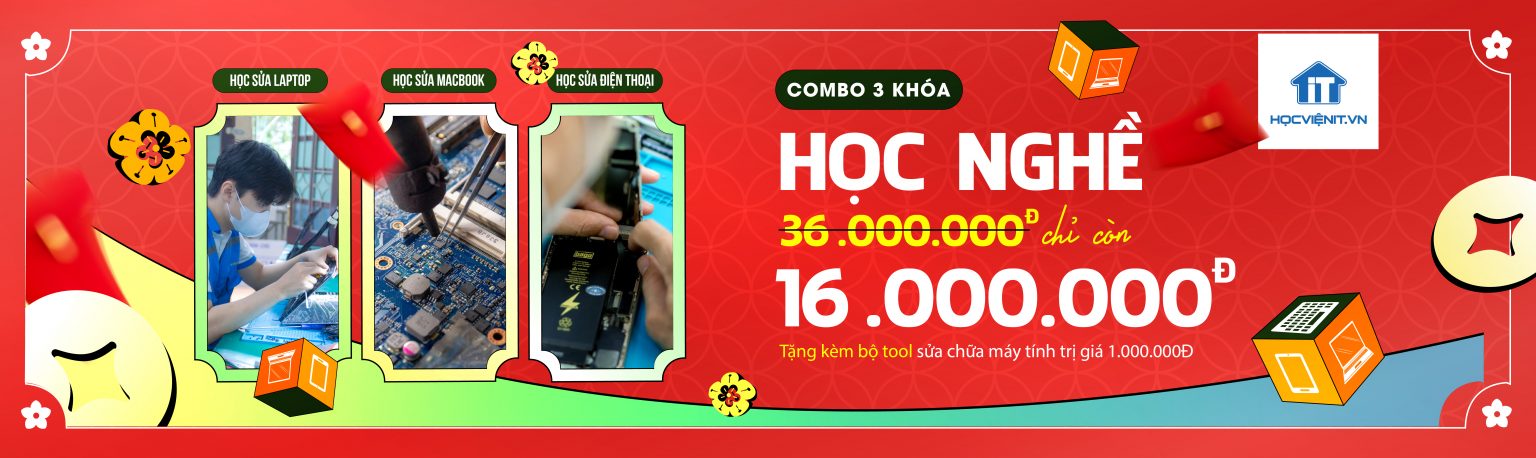 HỌC SỬA LAPTOP
HỌC SỬA MACBOOK
HỌC SỬA ĐIỆN THOẠI
COMBO 3 KHÓA
HỌC NGHỀ
36 .000.000Đ chỉ còn
16 .000.000Đ
Tặng kèm bộ tool sửa chữa máy tính trị giá 1.000.000Đ
iT
HỌCVIỆNIT.VN